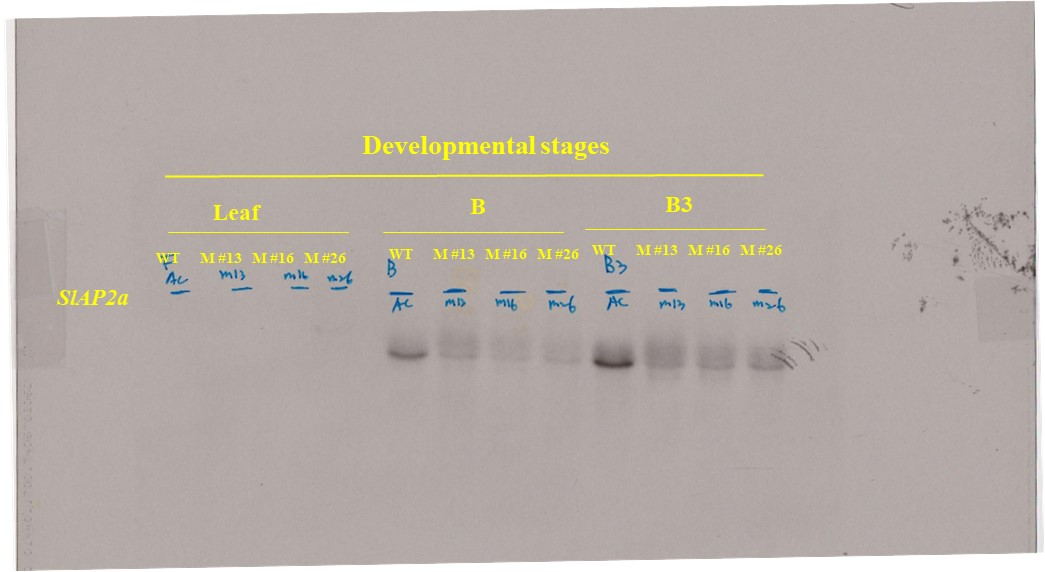 Developmental stages
Leaf B B3
WT M #13 M #16 M #26 WT M #13 M #16 M #26 WT M #13 M #16 M #26
B B3
AC m13 m16 m26
SlAP2a
AC m13 m16 m26 AC m13 m16 m26